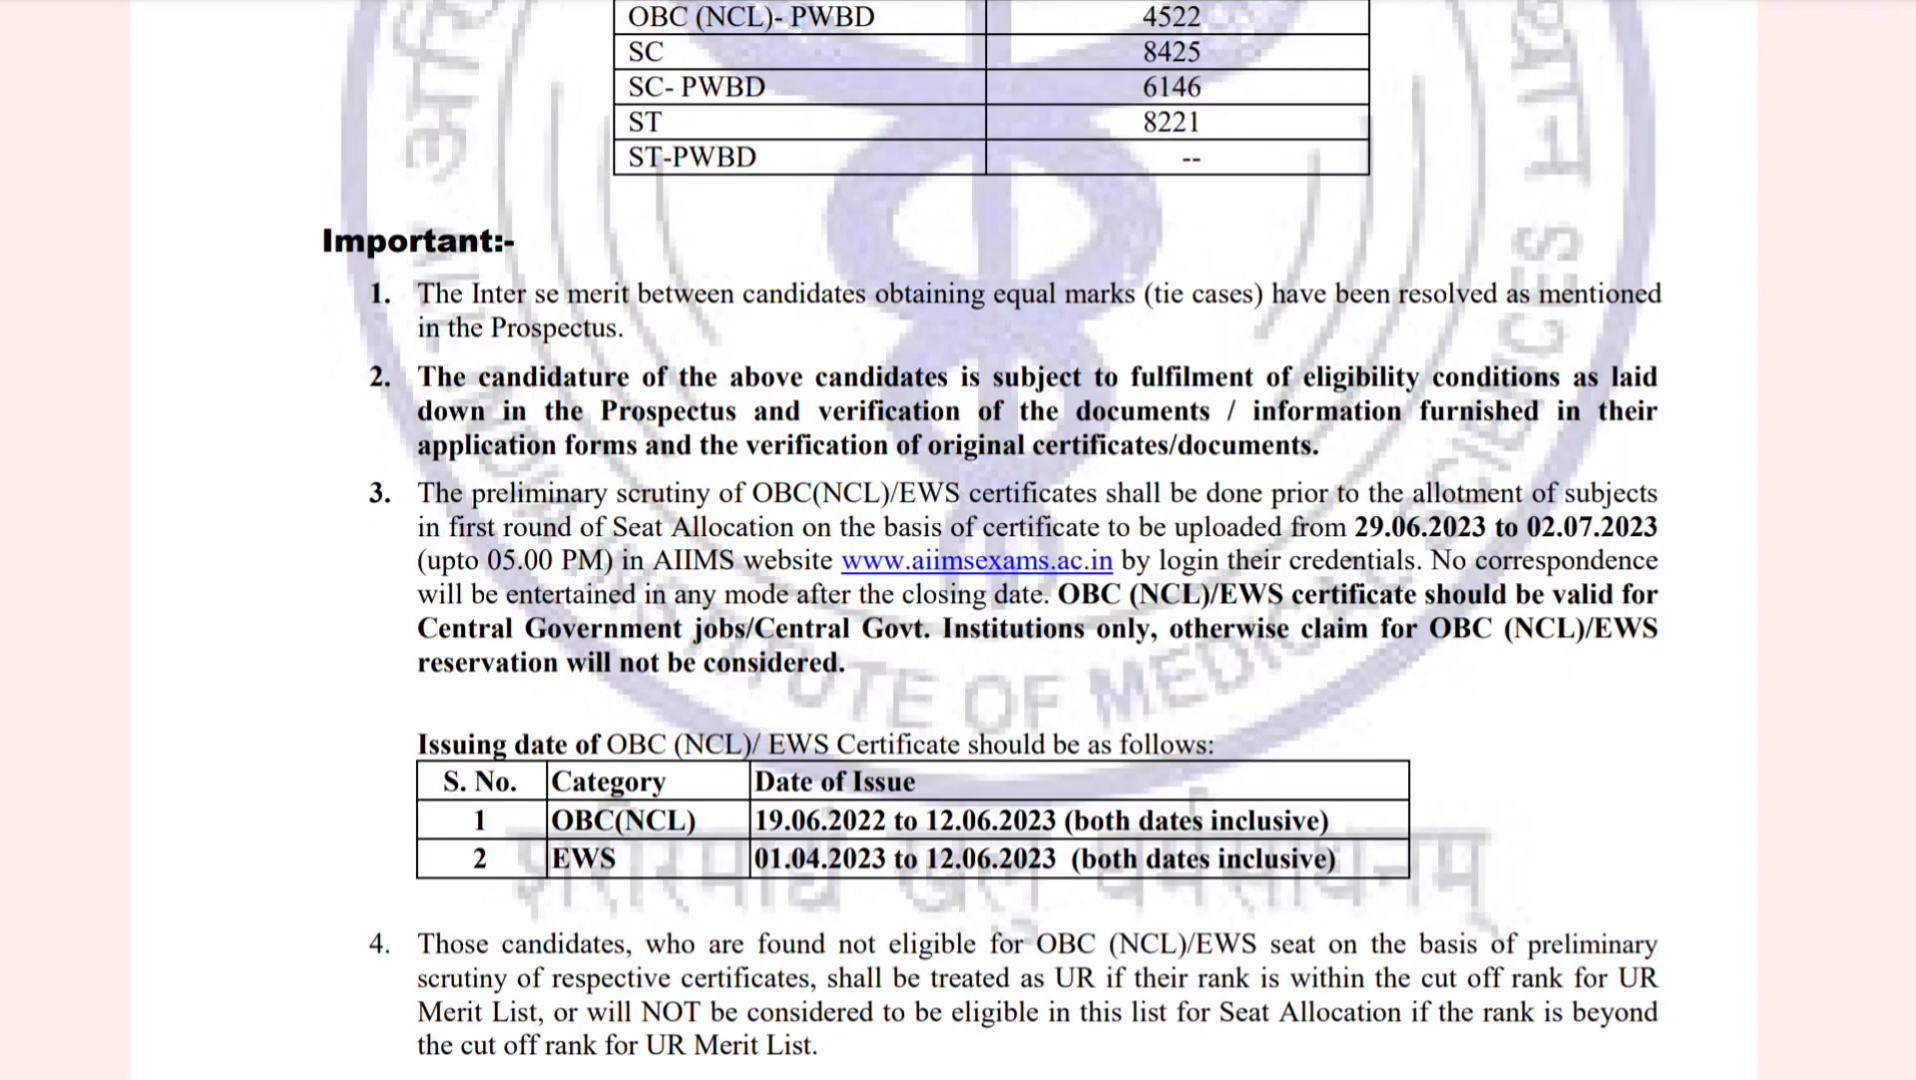 OBC (NCL)- PWBD 4522
SC 8425
SC- PWBD 6146
ST 8221
ST-PWBD --
Important:-
1. The Inter se merit between candidates obtaining equal marks (tie cases) have been resolved as mentioned
in the Prospectus.
2. The candidature of the above candidates is subject to fulfilment of eligibility conditions as laid
down in the Prospectus and verification of the documents / information furnished in their
application forms and the verification of original certificates/documents.
3. The preliminary scrutiny of OBC(NCL)/EWS certificates shall be done prior to the allotment of subjects
in first round of Seat Allocation on the basis of certificate to be uploaded from 29.06.2023 to 02.07.2023
(upto 05.00 PM) in AIIMS website www.aiimsexams.ac.in by login their credentials. No correspondence
will be entertained in any mode after the closing date. OBC (NCL)/EWS certificate should be valid for
Central Government jobs/Central Govt. Institutions only, otherwise claim for OBC (NCL)/EWS
reservation will not be considered.
Issuing date of OBC (NCL)/ EWS Certificate should be as follows:
S. No. Category Date of Issue
1 OBC(NCL) 19.06.2022 to 12.06.2023 (both dates inclusive)
2 EWS 01.04.2023 to 12.06.2023 (both dates inclusive)
4. Those candidates, who are found not eligible for OBC (NCL)/EWS seat on the basis of preliminary
scrutiny of respective certificates, shall be treated as UR if their rank is within the cut off rank for UR
Merit List, or will NOT be considered to be eligible in this list for Seat Allocation if the rank is beyond
the cut off rank for UR Merit List.